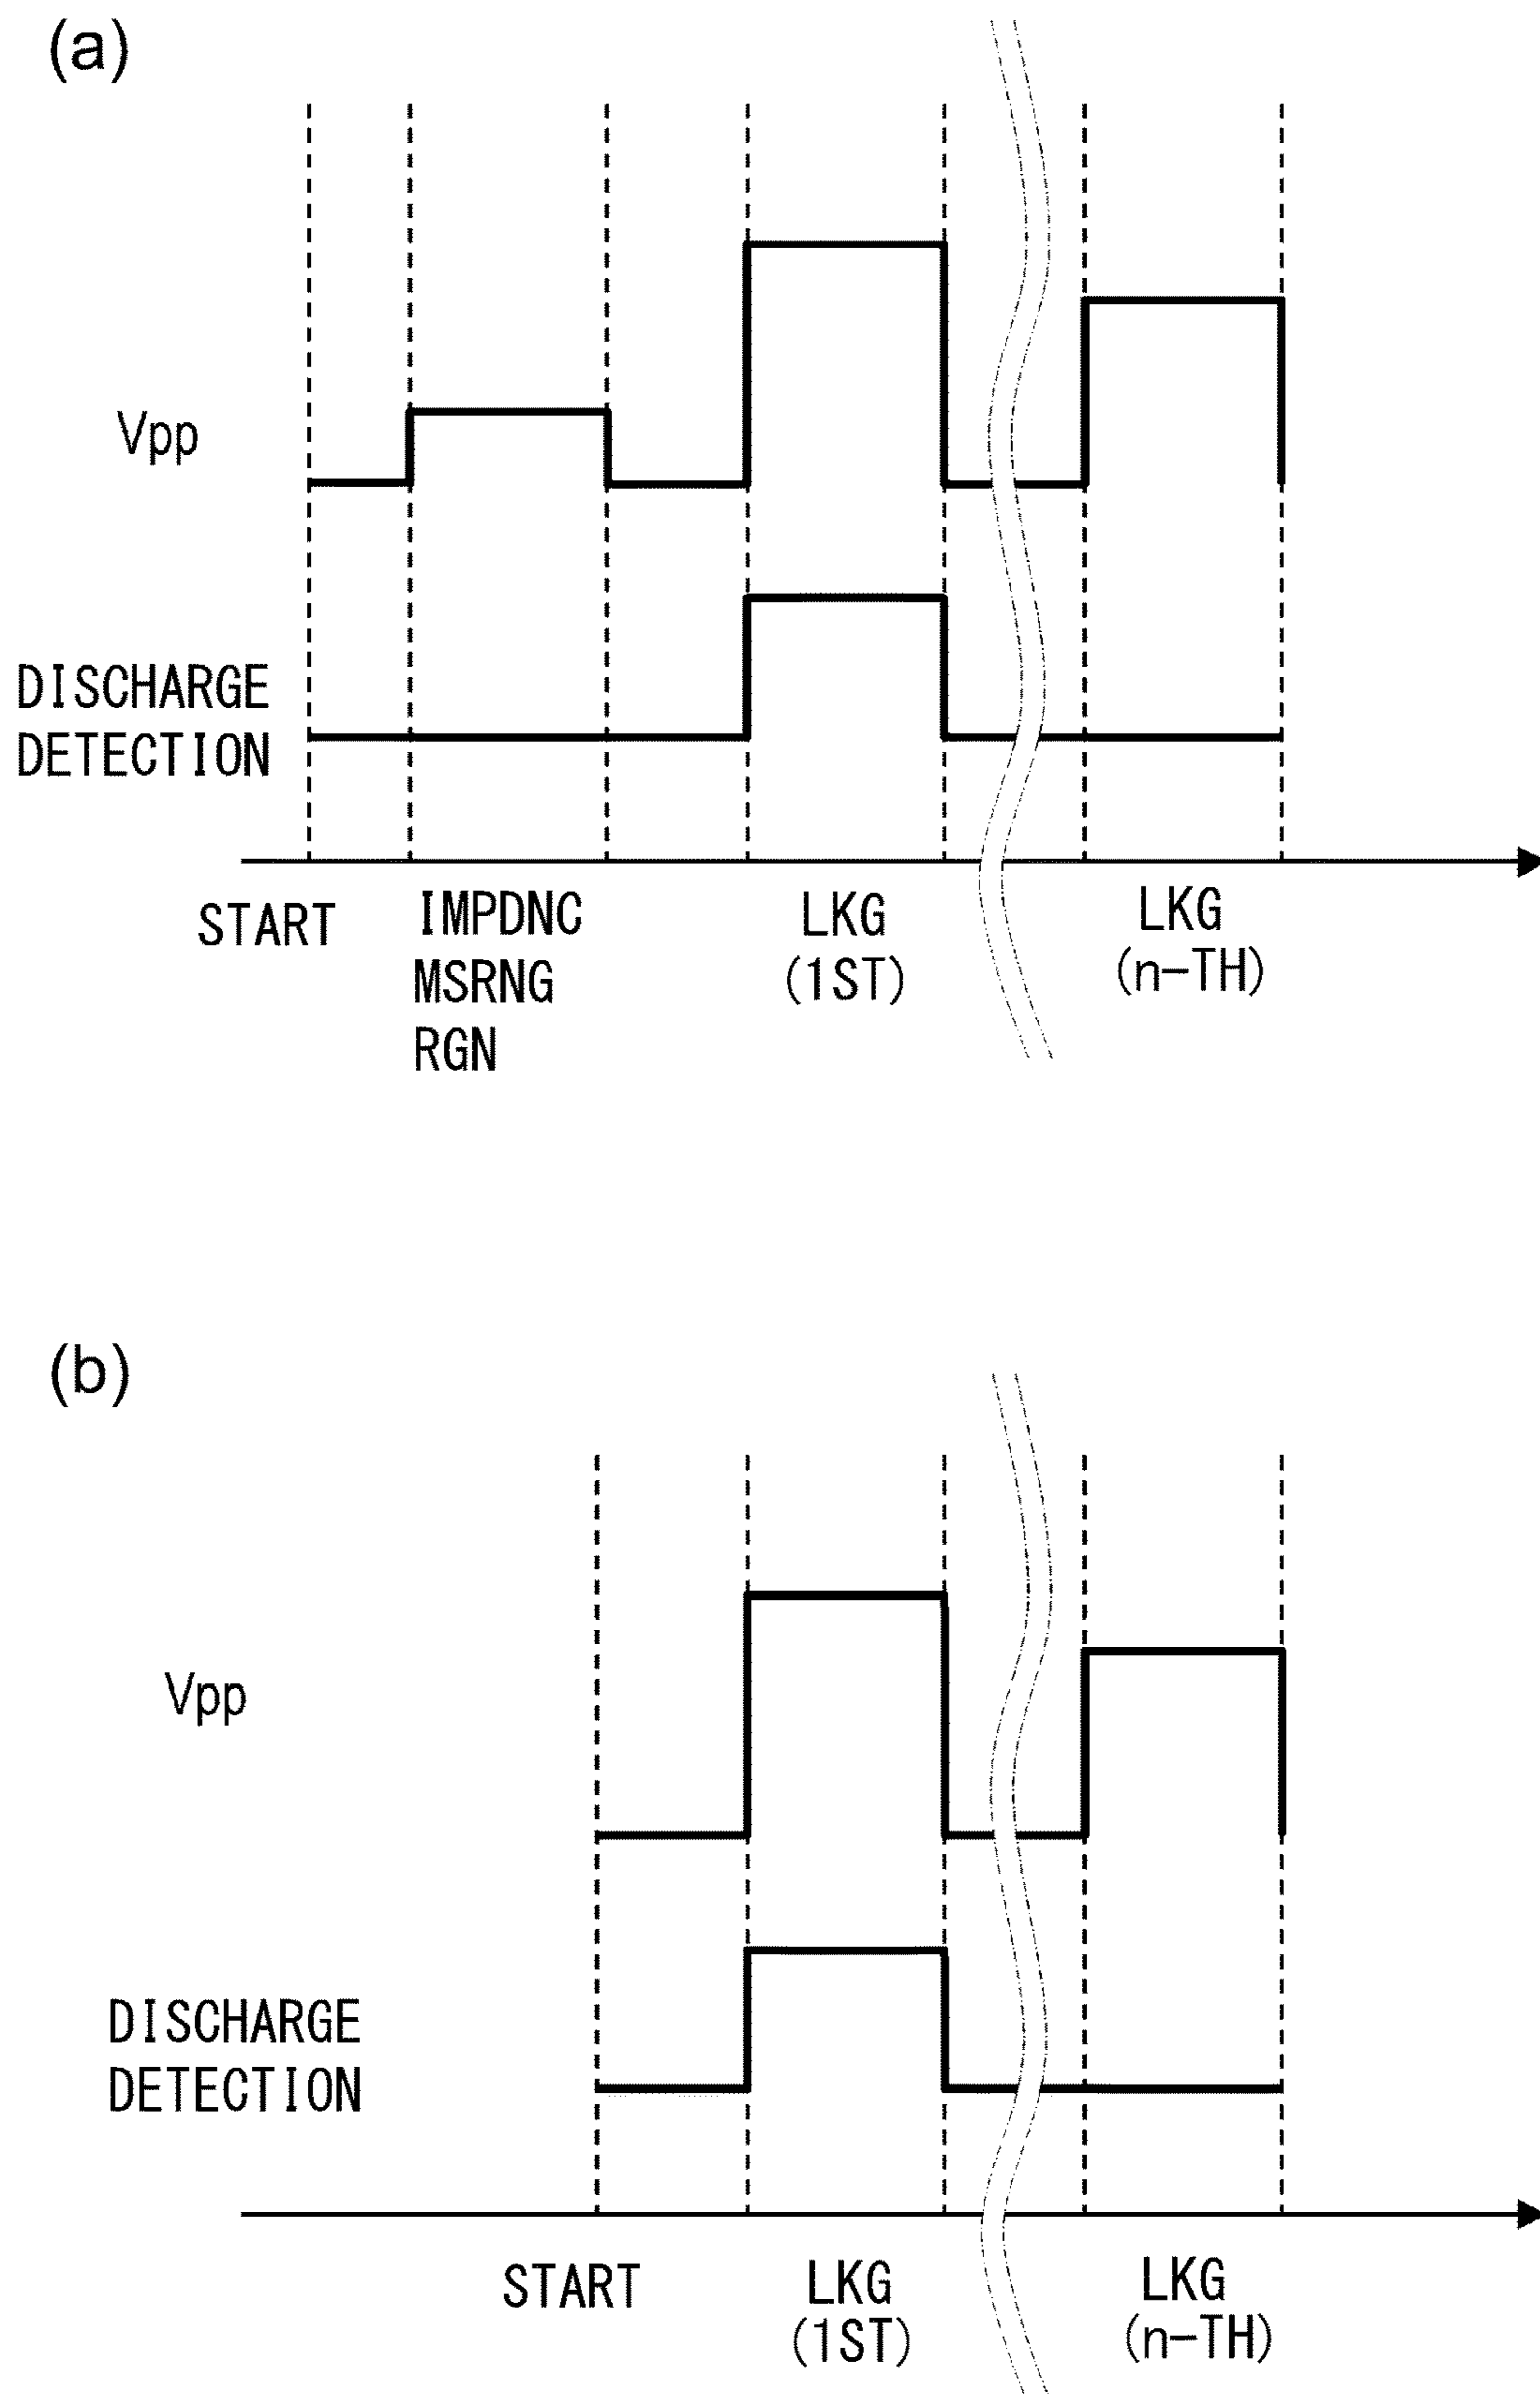 (a)
Vpp
DISCHARGE
DETECTION
START
IMPDNC
MSRNG
RGN
LKG
(1ST)
LKG
(n-TH)
(b)
Vpp
DISCHARGE
DETECTION
START
LKG
(1ST)
LKG
(n-TH)